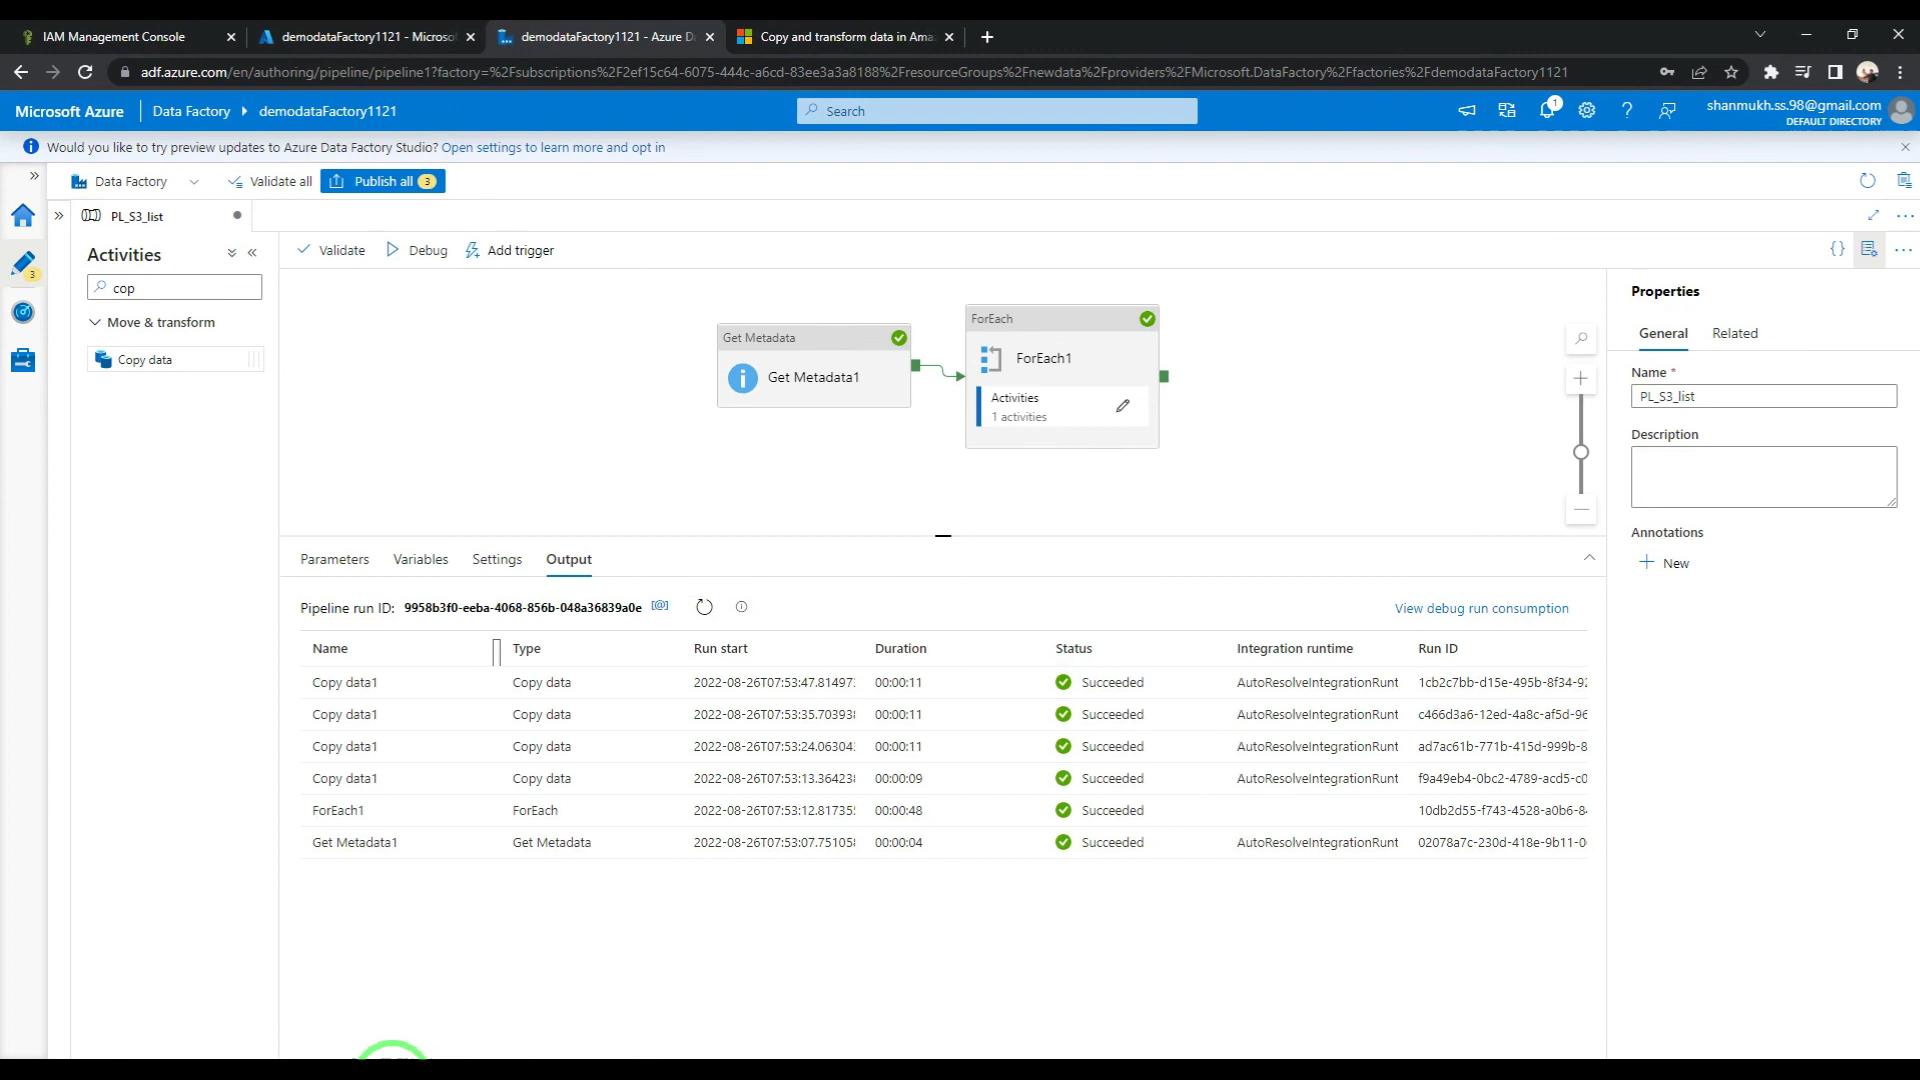 IAM Management Console
demodataFactory1121 - Microso
demodataFactory1121 - Azure D
Copy and transform data in Ama
adf.azure.com/en/authoring/pipeline/pipeline1?factory=%2Fsubscriptions%2F2ef15c64-6075-444c-a6cd-83ee3a3a8188%2FresourceGroups%2Fnewdata%2Fproviders%2FMicrosoft.DataFactory%2Ffactories%2FdemodataFactory1121
Microsoft Azure
Data Factory
demodataFactory1121
Search
1
shanmukh.ss.98@gmail.com
DEFAULT DIRECTORY
Would you like to try preview updates to Azure Data Factory Studio? Open settings to learn more and opt in
Data Factory
Validate all
Publish all 3
PL_S3_list
3
Activities
cop
Move & transform
Copy data
Validate
Debug
Add trigger
Get Metadata
Get Metadata1
ForEach
ForEach1
Activities
1 activities
Properties
General
Related
Name *
PL_S3_list
Description
Annotations
New
Parameters
Variables
Settings
Output
Pipeline run ID: 9958b3f0-eeba-4068-856b-048a36839a0e
View debug run consumption
Name Type Run start Duration Status Integration runtime Run ID
Copy data1 Copy data 2022-08-26T07:53:47.81497 00:00:11 Succeeded AutoResolveIntegrationRunt 1cb2c7bb-d15e-495b-8f34-92
Copy data1 Copy data 2022-08-26T07:53:35.70393 00:00:11 Succeeded AutoResolveIntegrationRunt c466d3a6-12ed-4a8c-af5d-96
Copy data1 Copy data 2022-08-26T07:53:24.06304 00:00:11 Succeeded AutoResolveIntegrationRunt ad7ac61b-771b-415d-999b-8
Copy data1 Copy data 2022-08-26T07:53:13.36423 00:00:09 Succeeded AutoResolveIntegrationRunt f9a49eb4-0bc2-4789-acd5-c0
ForEach1 ForEach 2022-08-26T07:53:12.81735 00:00:48 Succeeded 10db2d55-f743-4528-a0b6-8
Get Metadata1 Get Metadata 2022-08-26T07:53:07.75105 00:00:04 Succeeded AutoResolveIntegrationRunt 02078a7c-230d-418e-9b11-0